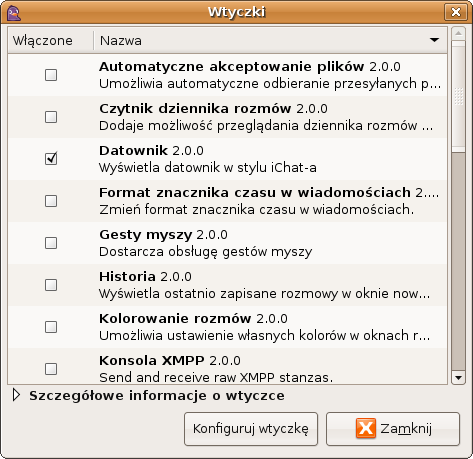 Wtyczki
Włączone Nazwa
Automatyczne akceptowanie plików 2.0.0
Umożliwia automatyczne odbieranie przesyłanych p...
Czytnik dziennika rozmów 2.0.0
Dodaje możliwość przeglądania dziennika rozmów ...
Datownik 2.0.0
Wyświetla datownik w stylu iChat-a
Format znacznika czasu w wiadomościach 2....
Zmień format znacznika czasu w wiadomościach.
Gesty myszy 2.0.0
Dostarcza obsługę gestów myszy
Historia 2.0.0
Wyświetla ostatnio zapisane rozmowy w oknie now...
Kolorowanie rozmów 2.0.0
Umożliwia ustawienie własnych kolorów w oknach r...
Konsola XMPP 2.0.0
Send and receive raw XMPP stanzas.
Szczegółowe informacje o wtyczce
Konfiguruj wtyczkę Zamknij